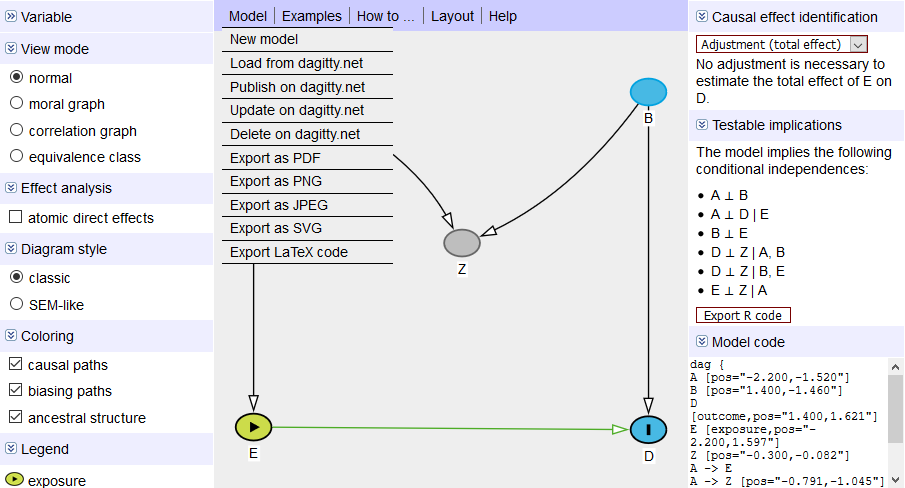 Variable
View mode
normal
moral graph
correlation graph
equivalence class
Effect analysis
atomic direct effects
Diagram style
classic
SEM-like
Coloring
causal paths
biasing paths
ancestral structure
Legend
exposure
Model Examples How to ... Layout Help
New model
Load from dagitty.net
Publish on dagitty.net
Update on dagitty.net
Delete on dagitty.net
Export as PDF
Export as PNG
Export as JPEG
Export as SVG
Export LaTeX code
B
Z
E
D
Causal effect identification
Adjustment (total effect)
No adjustment is necessary to
estimate the total effect of E on
D.
Testable implications
The model implies the following
conditional independences:
• A ⊥ B
• A ⊥ D | E
• B ⊥ E
• D ⊥ Z | A, B
• D ⊥ Z | B, E
• E ⊥ Z | A
Export R code
Model code
dag {
A [pos="-2.200,-1.520"]
B [pos="1.400,-1.460"]
D
[outcome,pos="1.400,1.621"]
E [exposure,pos="-
2.200,1.597"]
Z [pos="-0.300,-0.082"]
A -> E
A -> Z [pos="-0.791,-1.045"]